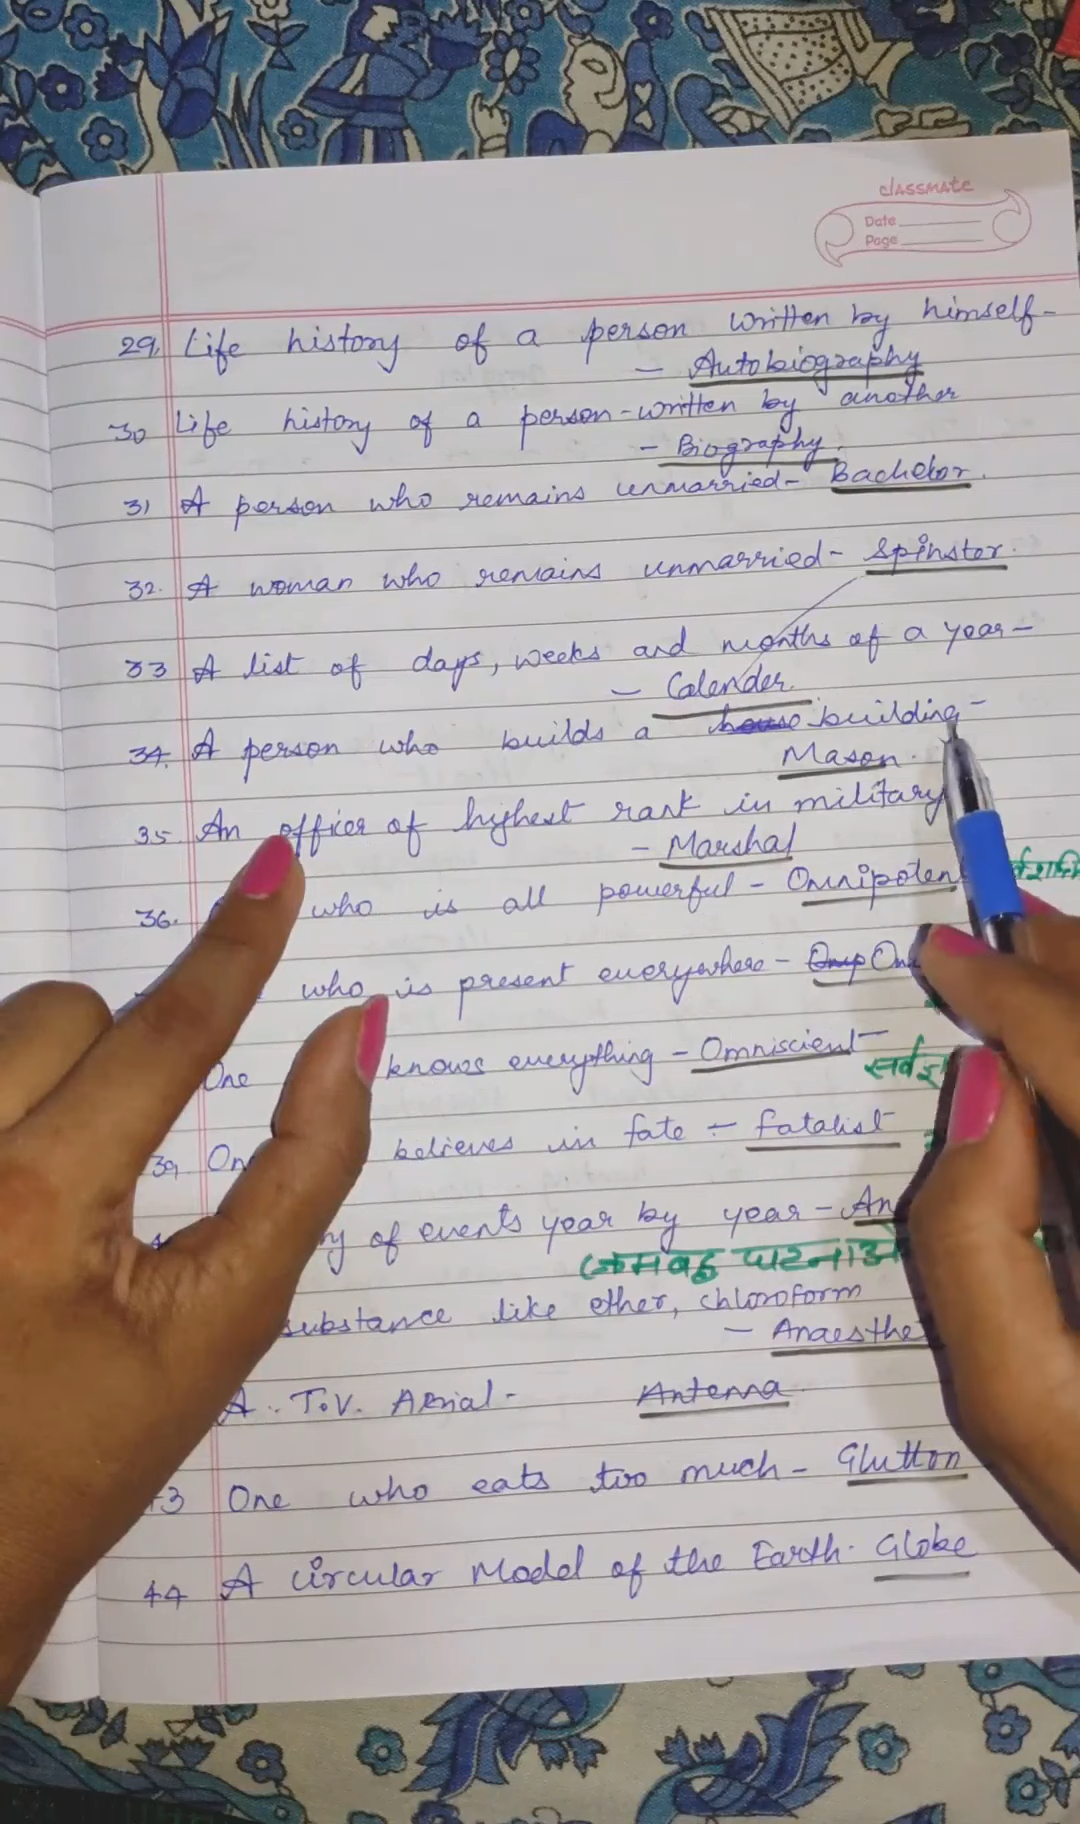 classmate
Date
Page
29. Life history of a person written by himself-
- Autobiography
30 Life history of a person-written by another
- Biography.
31 A person who remains unmarried- Bachelor.
32. A woman who remains unmarried- Spinster.
33 A list of days, weeks and months of a year-
- Calender.
34. A person who builds a house building-
Mason.
35. An officer of highest rank in military
- Marshal
36. who is all powerful - Omnipoten
who is present everywhere -
One knows everything - Omniscient
39 believes in fate - Fatalist
of events year by year - An
क्रमबद्ध घटनाओं
substance like ether, chloroform
- Anaesthe
A T.V. Aerial - Antenna
One who eats too much - Glutton
44 A circular Model of the Earth. Globe